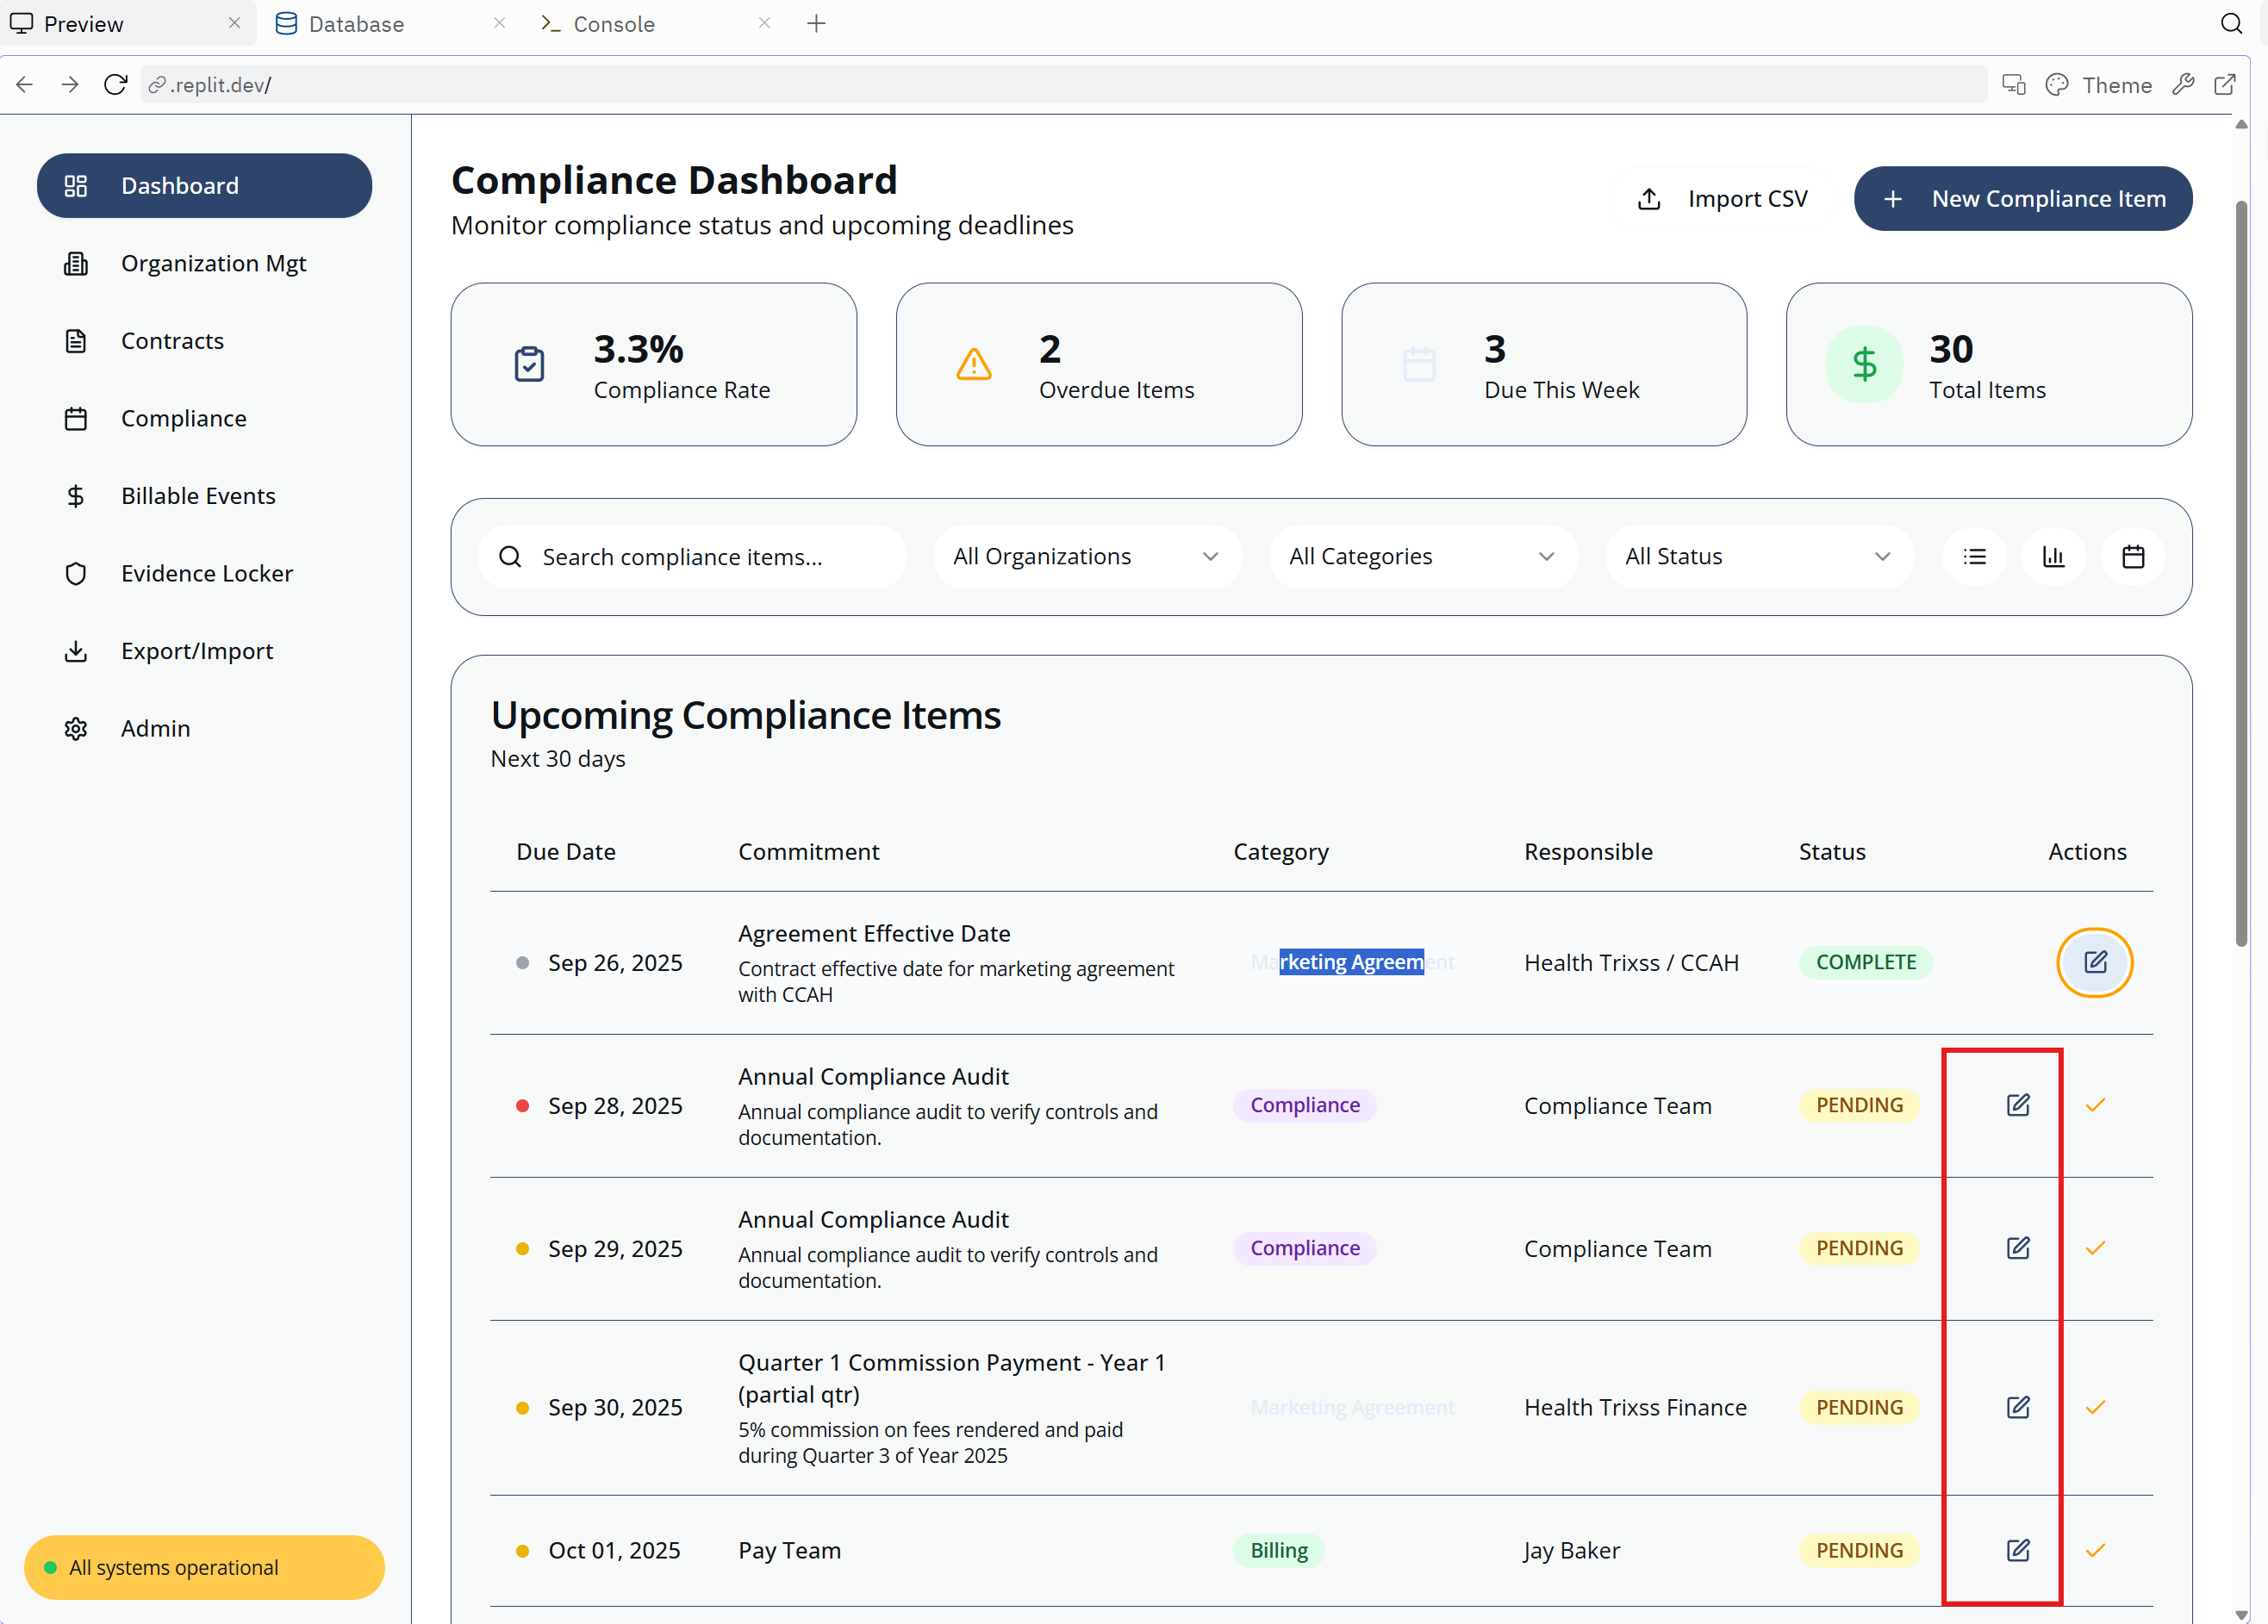 Preview
Database
Console
.replit.dev/
Theme
Dashboard
Organization Mgt
Contracts
Compliance
Billable Events
Evidence Locker
Export/Import
Admin
All systems operational
Compliance Dashboard
Monitor compliance status and upcoming deadlines
Import CSV
New Compliance Item
3.3%
Compliance Rate
2
Overdue Items
3
Due This Week
30
Total Items
Search compliance items...
All Organizations
All Categories
All Status
Upcoming Compliance Items
Next 30 days
Due Date Commitment Category Responsible Status Actions
Sep 26, 2025
Agreement Effective Date
Contract effective date for marketing agreement
with CCAH
Marketing Agreement
Health Trixss / CCAH
COMPLETE
Sep 28, 2025
Annual Compliance Audit
Annual compliance audit to verify controls and
documentation.
Compliance
Compliance Team
PENDING
Sep 29, 2025
Annual Compliance Audit
Annual compliance audit to verify controls and
documentation.
Compliance
Compliance Team
PENDING
Sep 30, 2025
Quarter 1 Commission Payment - Year 1
(partial qtr)
5% commission on fees rendered and paid
during Quarter 3 of Year 2025
Marketing Agreement
Health Trixss Finance
PENDING
Oct 01, 2025
Pay Team
Billing
Jay Baker
PENDING